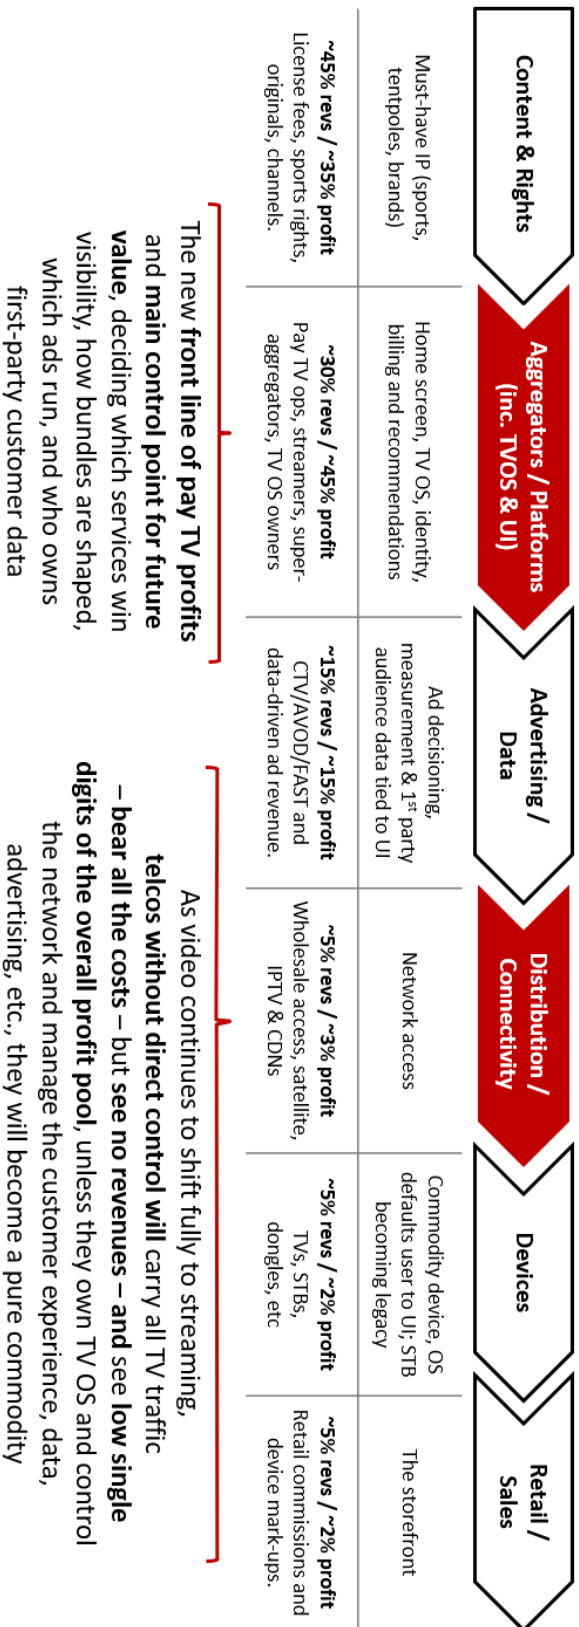 Content & Rights
Aggregators / Platforms
(inc. TVOS & UI)
Advertising /
Data
Distribution /
Connectivity
Devices
Retail /
Sales
Must-have IP (sports,
tentpoles, brands)
Home screen, TV OS, identity,
billing and recommendations
Ad decisioning,
measurement & 1st party
audience data tied to UI
Network access
Commodity device, OS
defaults user to UI; STB
becoming legacy
The storefront
~45% revs / ~35% profit
License fees, sports rights,
originals, channels.
~30% revs / ~45% profit
Pay TV ops, streamers, super-
aggregators, TV OS owners
~15% revs / ~15% profit
CTV/AVOD/FAST and
data-driven ad revenue.
~5% revs / ~3% profit
Wholesale access, satellite,
IPTV & CDNs
~5% revs / ~2% profit
TVs, STBs,
dongles, etc
~5% revs / ~2% profit
Retail commissions and
device mark-ups.
The new front line of pay TV profits
and main control point for future
value, deciding which services win
visibility, how bundles are shaped,
which ads run, and who owns
first-party customer data
As video continues to shift fully to streaming,
telcos without direct control will carry all TV traffic
– bear all the costs – but see no revenues – and see low single
digits of the overall profit pool, unless they own TV OS and control
the network and manage the customer experience, data,
advertising, etc., they will become a pure commodity